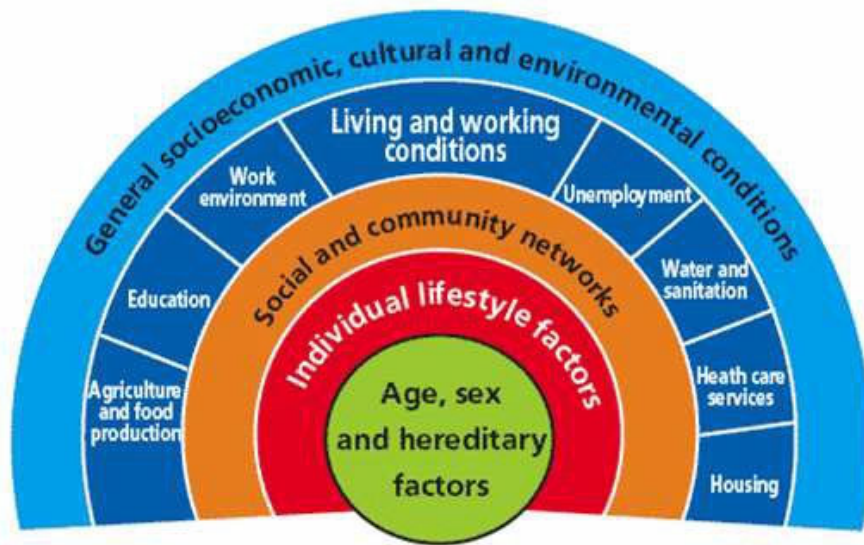 General socioeconomic, cultural and environmental conditions
Living and working
conditions
Work
environment
Unemployment
Education
Water and
sanitation
Agriculture
and food
production
Heath care
services
Housing
Social and community networks
Individual lifestyle factors
Age, sex
and hereditary
factors